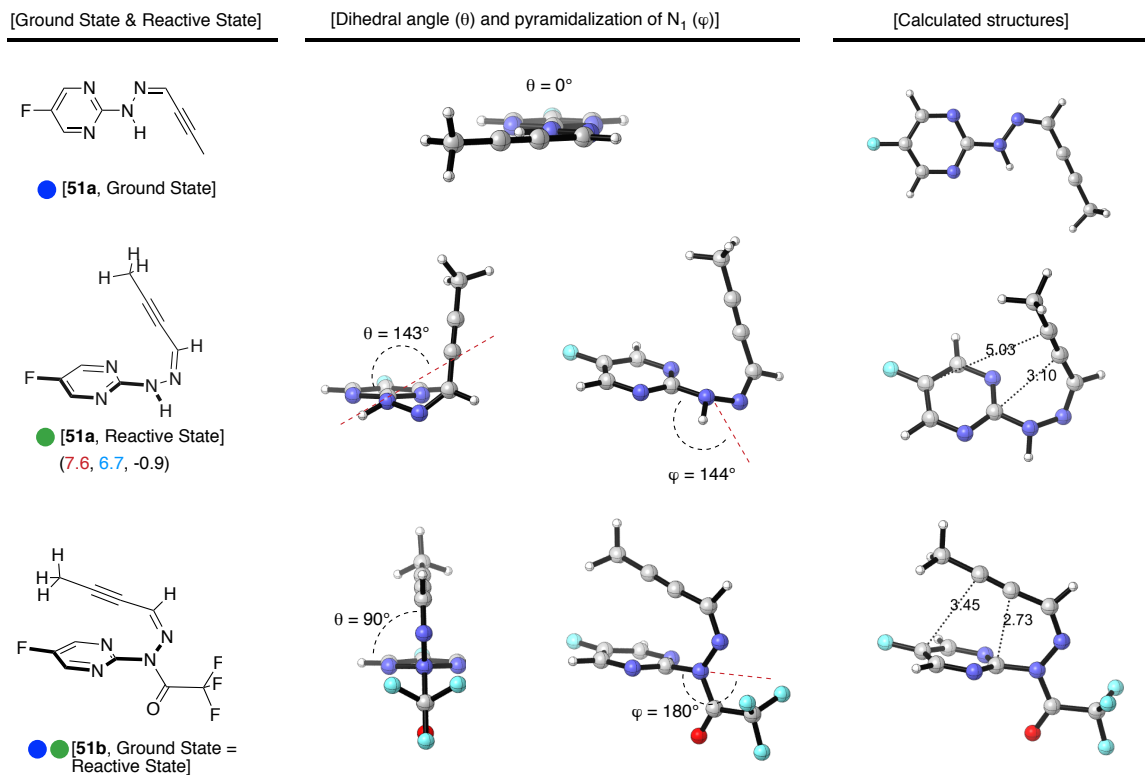 [Ground State & Reactive State]
[Dihedral angle (θ) and pyramidalization of N₁ (φ)]
[Calculated structures]
F
N
N
N
H
N
[51a, Ground State]
θ = 0°
H
H
H
H
F
N
N
N
H
N
[51a, Reactive State]
(7.6, 6.7, -0.9)
θ = 143°
φ = 144°
5.03
3.10
H
H
H
H
F
N
N
N
N
O
F
F
F
[51b, Ground State =
Reactive State]
θ = 90°
φ = 180°
3.45
2.73